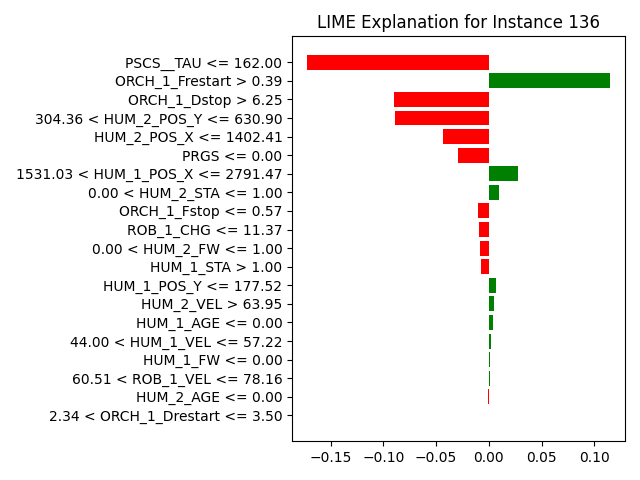 LIME Explanation for Instance 136
PSCS__TAU <= 162.00
ORCH_1_Frestart > 0.39
ORCH_1_Dstop > 6.25
304.36 < HUM_2_POS_Y <= 630.90
HUM_2_POS_X <= 1402.41
PRGS <= 0.00
1531.03 < HUM_1_POS_X <= 2791.47
0.00 < HUM_2_STA <= 1.00
ORCH_1_Fstop <= 0.57
ROB_1_CHG <= 11.37
0.00 < HUM_2_FW <= 1.00
HUM_1_STA > 1.00
HUM_1_POS_Y <= 177.52
HUM_2_VEL > 63.95
HUM_1_AGE <= 0.00
44.00 < HUM_1_VEL <= 57.22
HUM_1_FW <= 0.00
60.51 < ROB_1_VEL <= 78.16
HUM_2_AGE <= 0.00
2.34 < ORCH_1_Drestart <= 3.50
−0.15 −0.10 −0.05 0.00 0.05 0.10